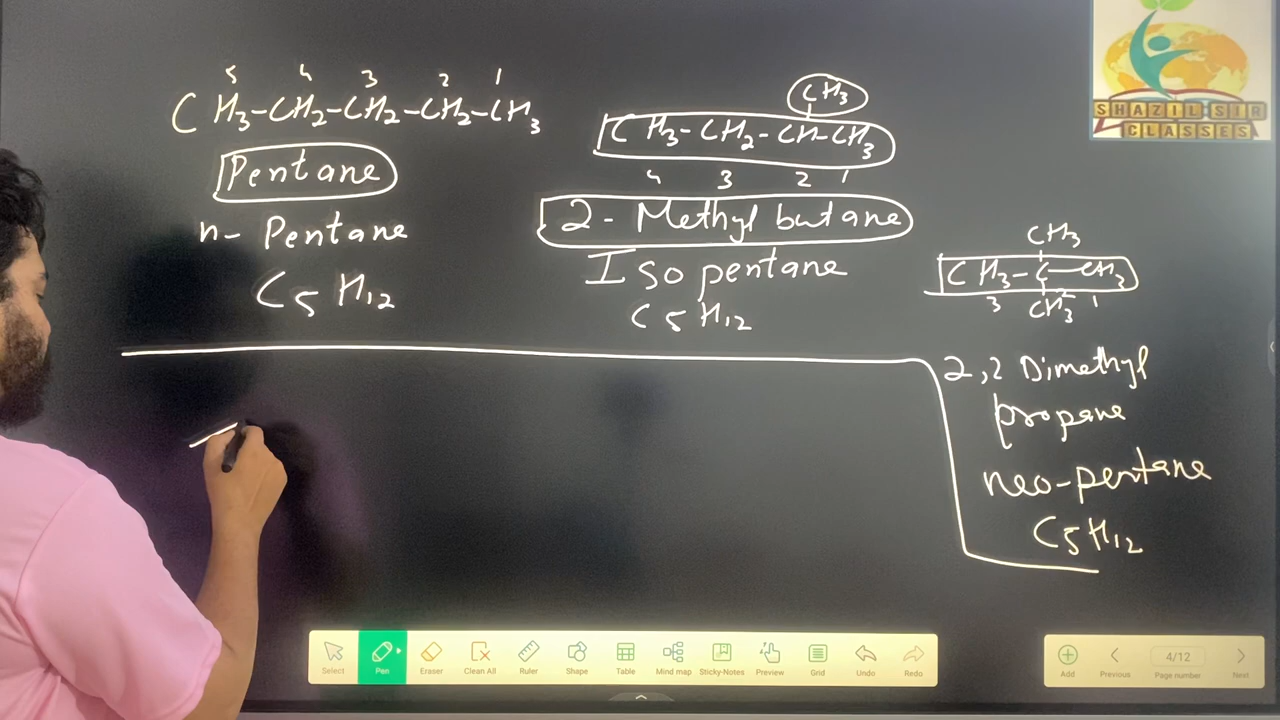 5 4 3 2 1
CH3-CH2-CH2-CH2-CH3
Pentane
n- Pentane
C5H12
CH3
CH3-CH2-CH-CH3
4 3 2 1
2- Methyl butane
Iso pentane
C5H12
CH3
CH3-C-CH3
3 2 1
CH3
2,2 Dimethyl
propane
neo-pentane
C5H12
SHAZIL SIR
CLASSES
Select Pen Eraser Clean All Ruler Shape Table Mind map Sticky-Notes Preview Grid Undo Redo
Add Previous 4/12 Page number Next